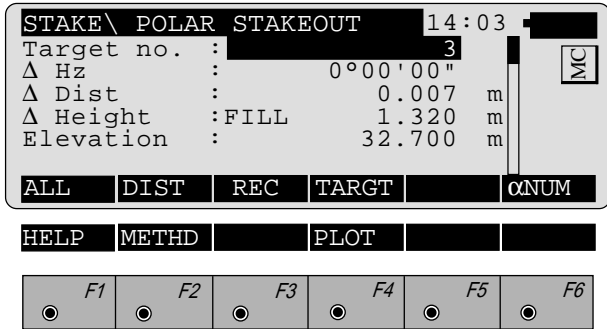 STAKE\ POLAR STAKEOUT 14:03
Target no. : 3
Δ Hz : 0°00'00"
Δ Dist : 0.007 m
Δ Height :FILL 1.320 m
Elevation : 32.700 m
MC
ALL DIST REC TARGT αNUM
HELP METHD PLOT
F1 F2 F3 F4 F5 F6